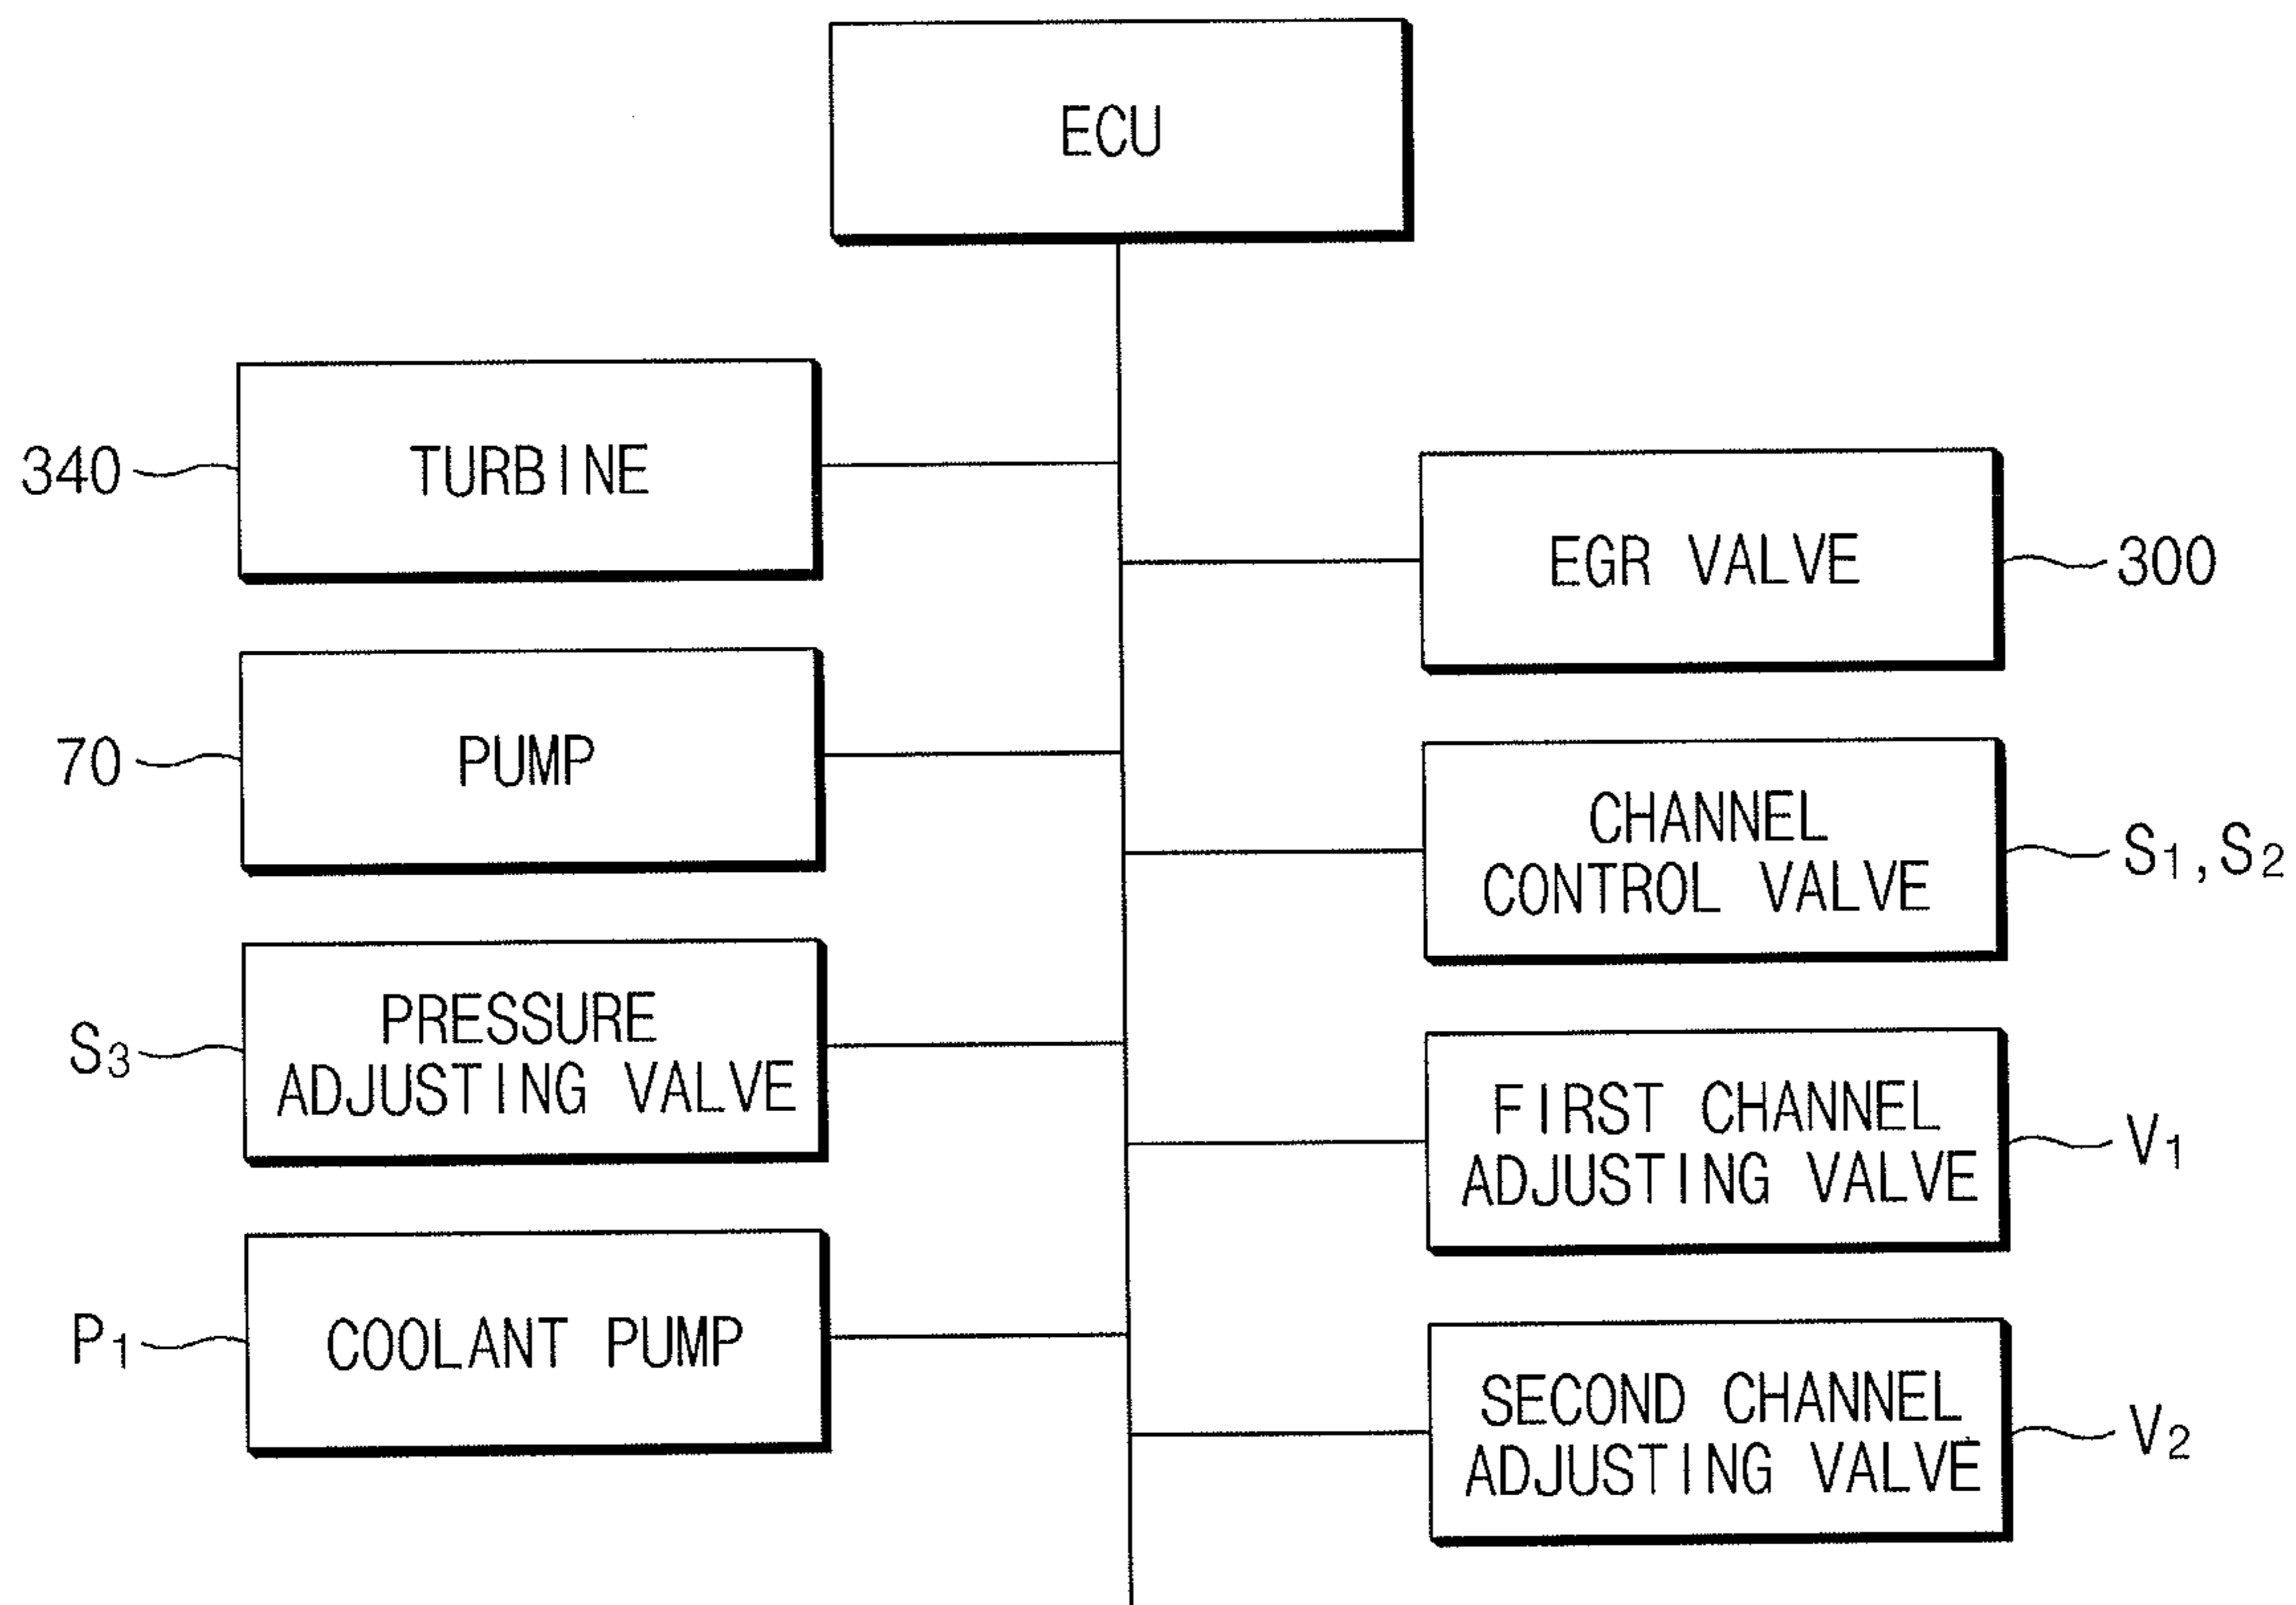 ECU
340
TURBINE
EGR VALVE
300
70
PUMP
CHANNEL
CONTROL VALVE
S1, S2
S3
PRESSURE
ADJUSTING VALVE
FIRST CHANNEL
ADJUSTING VALVE
V1
P1
COOLANT PUMP
SECOND CHANNEL
ADJUSTING VALVE
V2